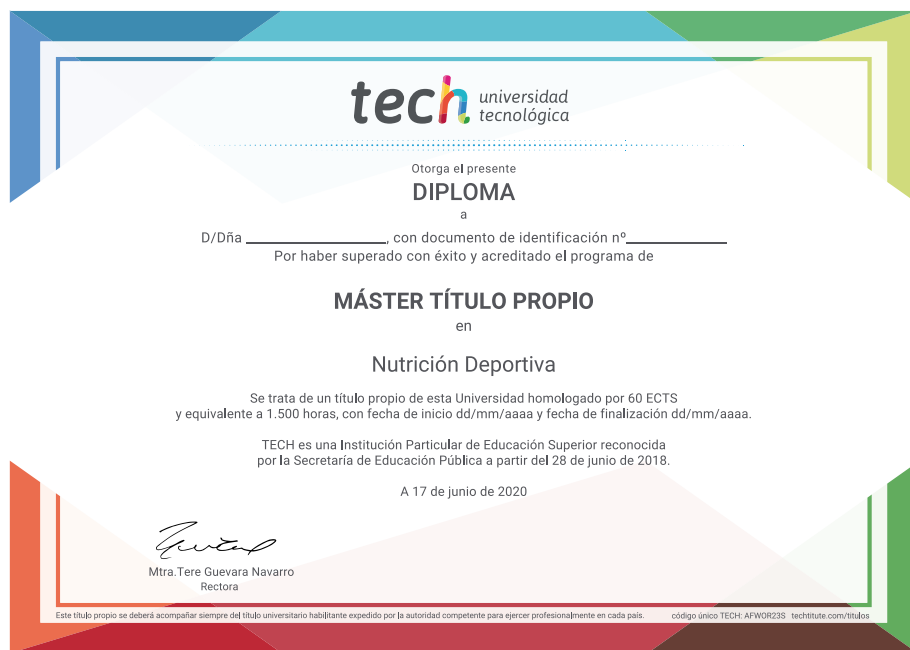 tech universidad
tecnológica
Otorga el presente
DIPLOMA
a
D/Dña ____________________, con documento de identificación nº______________
Por haber superado con éxito y acreditado el programa de
MÁSTER TÍTULO PROPIO
en
Nutrición Deportiva
Se trata de un título propio de esta Universidad homologado por 60 ECTS
y equivalente a 1.500 horas, con fecha de inicio dd/mm/aaaa y fecha de finalización dd/mm/aaaa.
TECH es una Institución Particular de Educación Superior reconocida
por la Secretaría de Educación Pública a partir del 28 de junio de 2018.
A 17 de junio de 2020
Mtra.Tere Guevara Navarro
Rectora
Este título propio se deberá acompañar siempre del título universitario habilitante expedido por la autoridad competente para ejercer profesionalmente en cada país. código único TECH: AFWOR23S techtitute.com/titulos